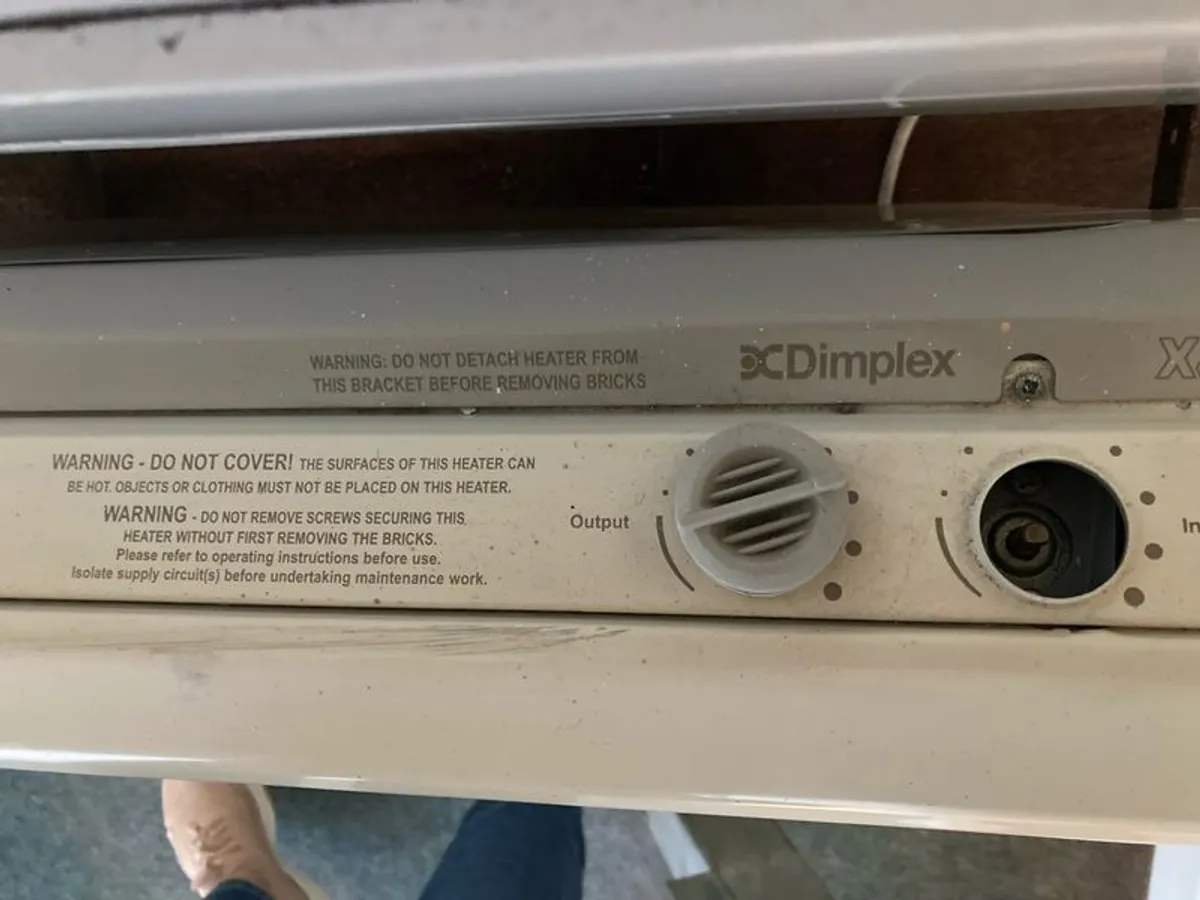 WARNING: DO NOT DETACH HEATER FROM
THIS BRACKET BEFORE REMOVING BRICKS
Dimplex
WARNING - DO NOT COVER! THE SURFACES OF THIS HEATER CAN
BE HOT. OBJECTS OR CLOTHING MUST NOT BE PLACED ON THIS HEATER.
WARNING - DO NOT REMOVE SCREWS SECURING THIS
HEATER WITHOUT FIRST REMOVING THE BRICKS.
Please refer to operating instructions before use.
Isolate supply circuit(s) before undertaking maintenance work.
Output